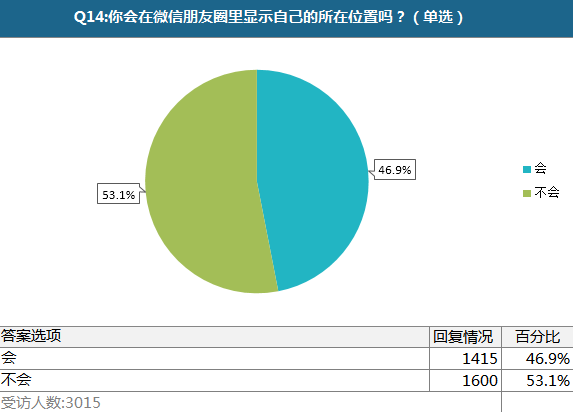 Q14:你会在微信朋友圈里显示自己的所在位置吗？（单选）
46.9%
会
53.1%
不会
答案选项 回复情况 百分比
会 1415 46.9%
不会 1600 53.1%
受访人数:3015